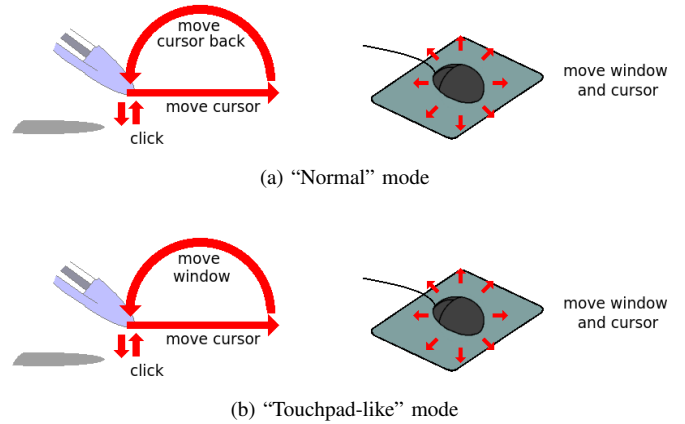 move
cursor back
move cursor
click
move window
and cursor
(a) “Normal” mode
move
window
move cursor
click
move window
and cursor
(b) “Touchpad-like” mode